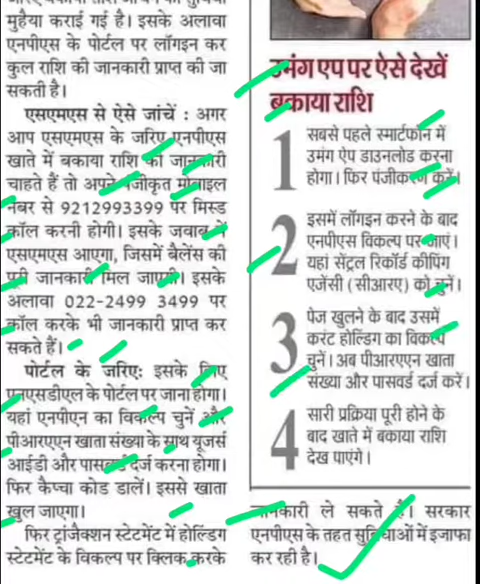 मुहैया कराई गई है। इसके अलावा
एनपीएस के पोर्टल पर लॉगइन कर
कुल राशि की जानकारी प्राप्त की जा
सकती है।
एसएमएस से ऐसे जांचें : अगर
आप एसएमएस के जरिए एनपीएस
खाते में बकाया राशि की जानकारी
चाहते हैं तो अपने पंजीकृत मोबाइल
नंबर से 9212993399 पर मिस्ड
कॉल करनी होगी। इसके जवाब में
एसएमएस आएगा, जिसमें बैलेंस की
पूरी जानकारी मिल जाएगी। इसके
अलावा 022-2499 3499 पर
कॉल करके भी जानकारी प्राप्त कर
सकते हैं।
पोर्टल के जरिए: इसके लिए
एनएसडीएल के पोर्टल पर जाना होगा।
यहां एनपीएन का विकल्प चुनें और
पीआरएएन खाता संख्या के साथ यूजर्स
आईडी और पासवर्ड दर्ज करना होगा।
फिर कैप्चा कोड डालें। इससे खाता
खुल जाएगा।
फिर ट्रांजैक्शन स्टेटमेंट में होल्डिंग
स्टेटमेंट के विकल्प पर क्लिक करके
उमंग एप पर ऐसे देखें
बकाया राशि
1 सबसे पहले स्मार्टफोन में
उमंग ऐप डाउनलोड करना
होगा। फिर पंजीकरण करें।
2 इसमें लॉगइन करने के बाद
एनपीएस विकल्प पर जाएं।
यहां सेंट्रल रिकॉर्ड कीपिंग
एजेंसी (सीआरए) को चुनें।
3 पेज खुलने के बाद उसमें
करंट होल्डिंग का विकल्प
चुनें। अब पीआरएएन खाता
संख्या और पासवर्ड दर्ज करें।
4 सारी प्रक्रिया पूरी होने के
बाद खाते में बकाया राशि
देख पाएंगे।
जानकारी ले सकते हैं। सरकार
एनपीएस के तहत सुविधाओं में इजाफा
कर रही है।